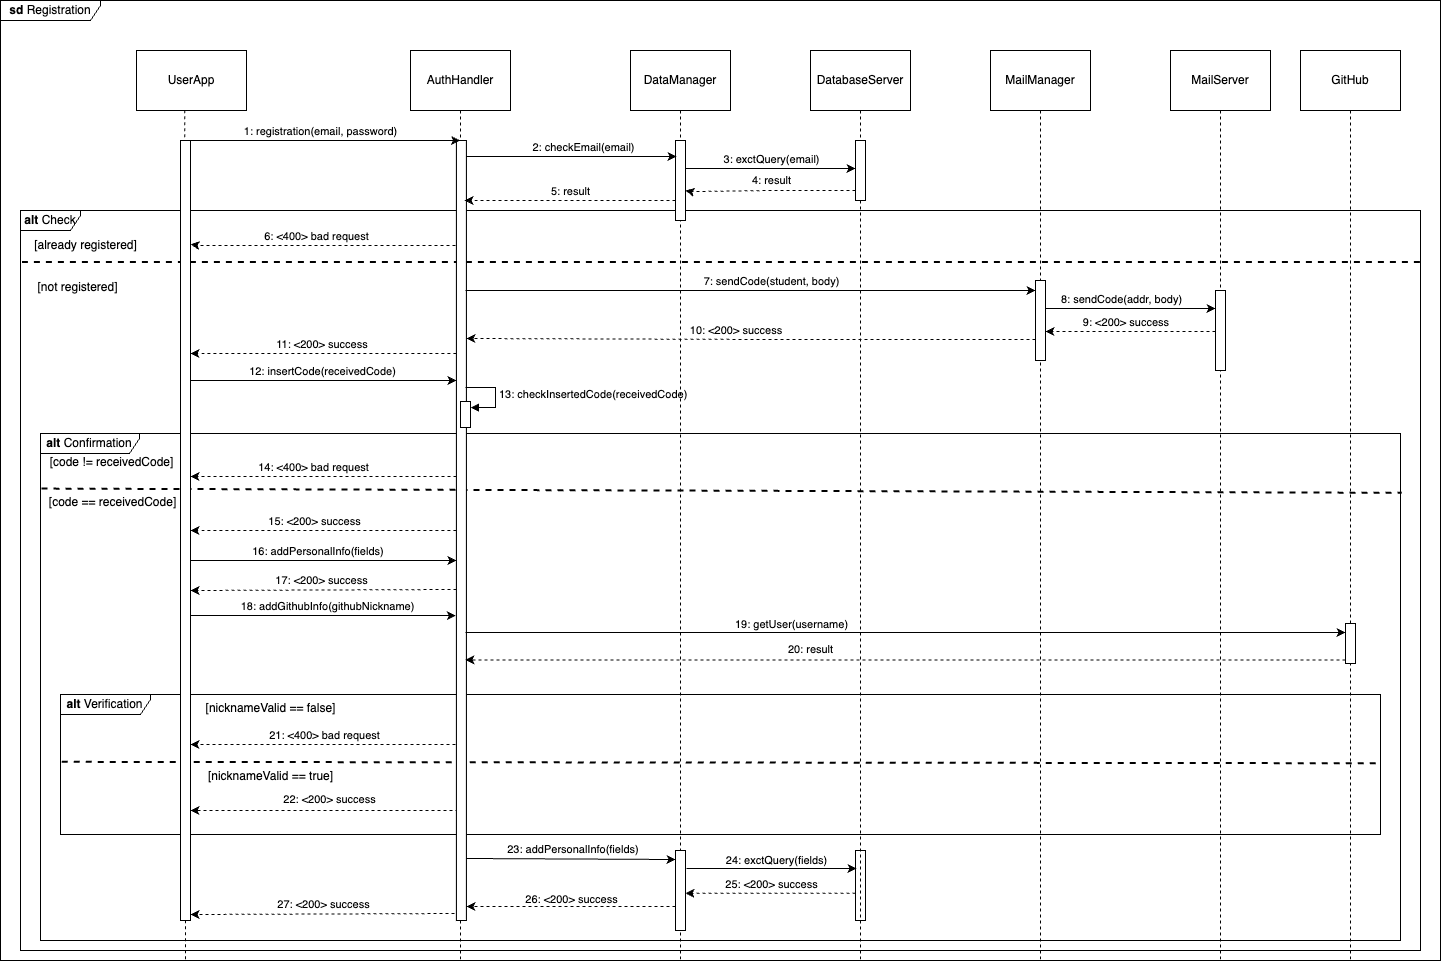 sd Registration
UserApp
AuthHandler
DataManager
DatabaseServer
MailManager
MailServer
GitHub
1: registration(email, password)
2: checkEmail(email)
3: exctQuery(email)
4: result
5: result
alt Check
6: <400> bad request
[already registered]
[not registered]
7: sendCode(student, body)
8: sendCode(addr, body)
9: <200> success
10: <200> success
11: <200> success
12: insertCode(receivedCode)
13: checkInsertedCode(receivedCode)
alt Confirmation
[code != receivedCode]
14: <400> bad request
[code == receivedCode]
15: <200> success
16: addPersonalInfo(fields)
17: <200> success
18: addGithubInfo(githubNickname)
19: getUser(username)
20: result
alt Verification
[nicknameValid == false]
21: <400> bad request
[nicknameValid == true]
22: <200> success
23: addPersonalInfo(fields)
24: exctQuery(fields)
25: <200> success
26: <200> success
27: <200> success